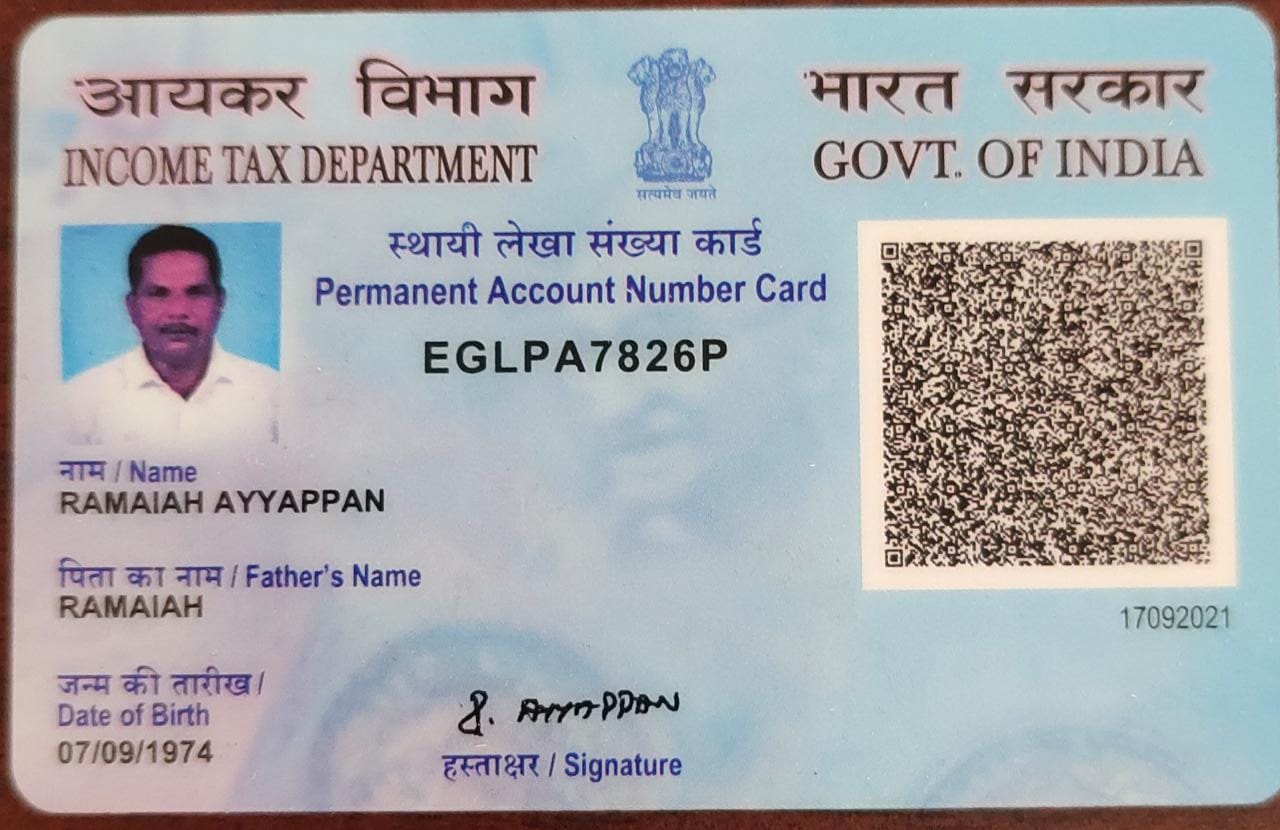 आयकर विभाग
INCOME TAX DEPARTMENT
सत्यमेव जयते
भारत सरकार
GOVT. OF INDIA
स्थायी लेखा संख्या कार्ड
Permanent Account Number Card
EGLPA7826P
नाम / Name
RAMAIAH AYYAPPAN
पिता का नाम / Father's Name
RAMAIAH
17092021
जन्म की तारीख /
Date of Birth
07/09/1974
R. AYYAPPAN
हस्ताक्षर / Signature